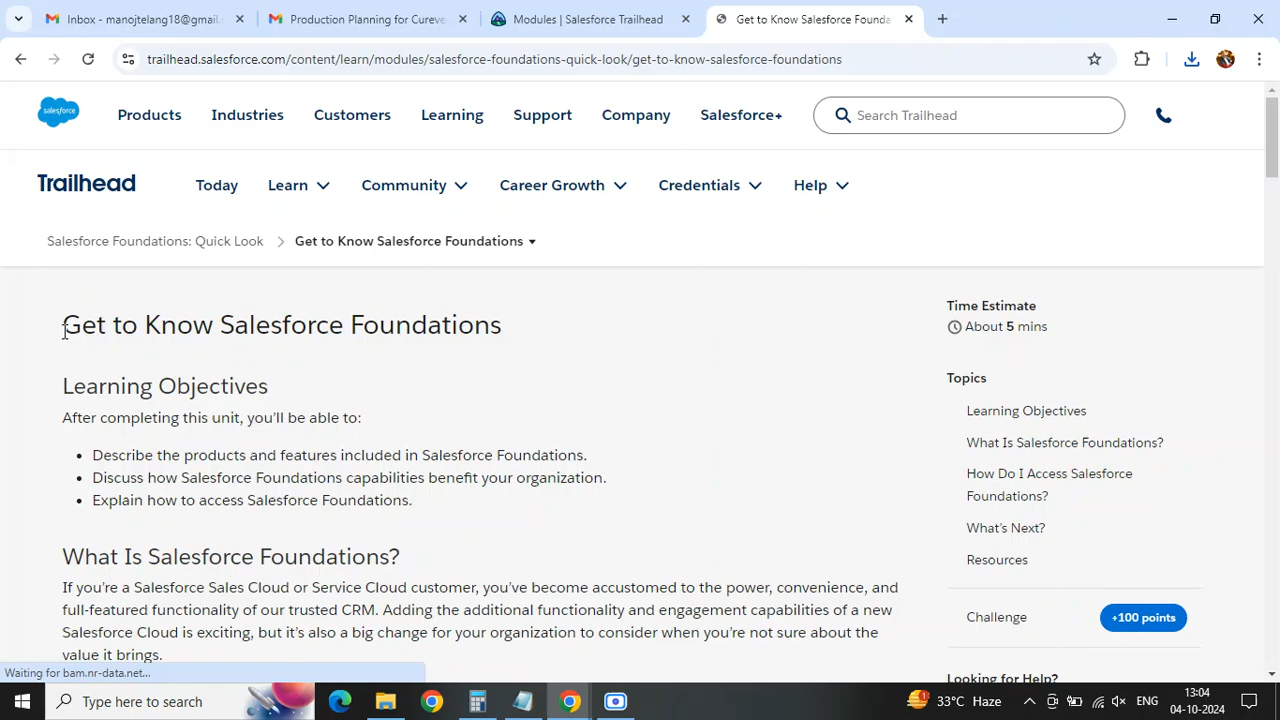 Inbox - manojtelang18@gmail.
Production Planning for Cureve
Modules | Salesforce Trailhead
Get to Know Salesforce Founda
trailhead.salesforce.com/content/learn/modules/salesforce-foundations-quick-look/get-to-know-salesforce-foundations
salesforce
Products
Industries
Customers
Learning
Support
Company
Salesforce+
Search Trailhead
Trailhead
Today
Learn
Community
Career Growth
Credentials
Help
Salesforce Foundations: Quick Look
Get to Know Salesforce Foundations
Get to Know Salesforce Foundations
Learning Objectives
After completing this unit, you'll be able to:
• Describe the products and features included in Salesforce Foundations.
• Discuss how Salesforce Foundations capabilities benefit your organization.
• Explain how to access Salesforce Foundations.
What Is Salesforce Foundations?
If you're a Salesforce Sales Cloud or Service Cloud customer, you've become accustomed to the power, convenience, and
full-featured functionality of our trusted CRM. Adding the additional functionality and engagement capabilities of a new
Salesforce Cloud is exciting, but it's also a big change for your organization to consider when you're not sure about the
value it brings.
Time Estimate
About 5 mins
Topics
Learning Objectives
What Is Salesforce Foundations?
How Do I Access Salesforce
Foundations?
What's Next?
Resources
Challenge
+100 points
Looking for Help?
Waiting for bam.nr-data.net...
Type here to search
1
33°C Haze
ENG
13:04
04-10-2024